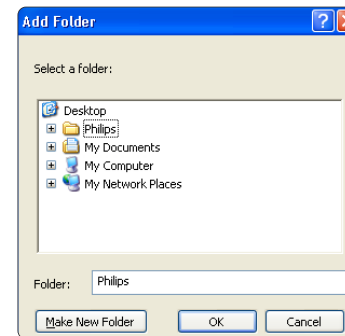 Add Folder
Select a folder:
Desktop
Philips
My Documents
My Computer
My Network Places
Folder: Philips
Make New Folder OK Cancel